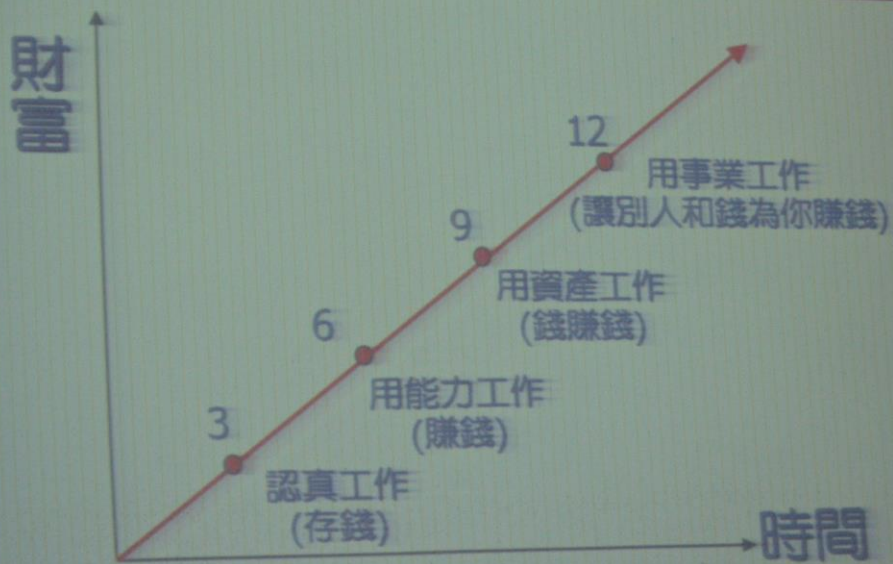 財富
12
用事業工作
(讓別人和錢為你賺錢)
9
用資產工作
(錢賺錢)
6
用能力工作
(賺錢)
3
認真工作
(存錢)
時間